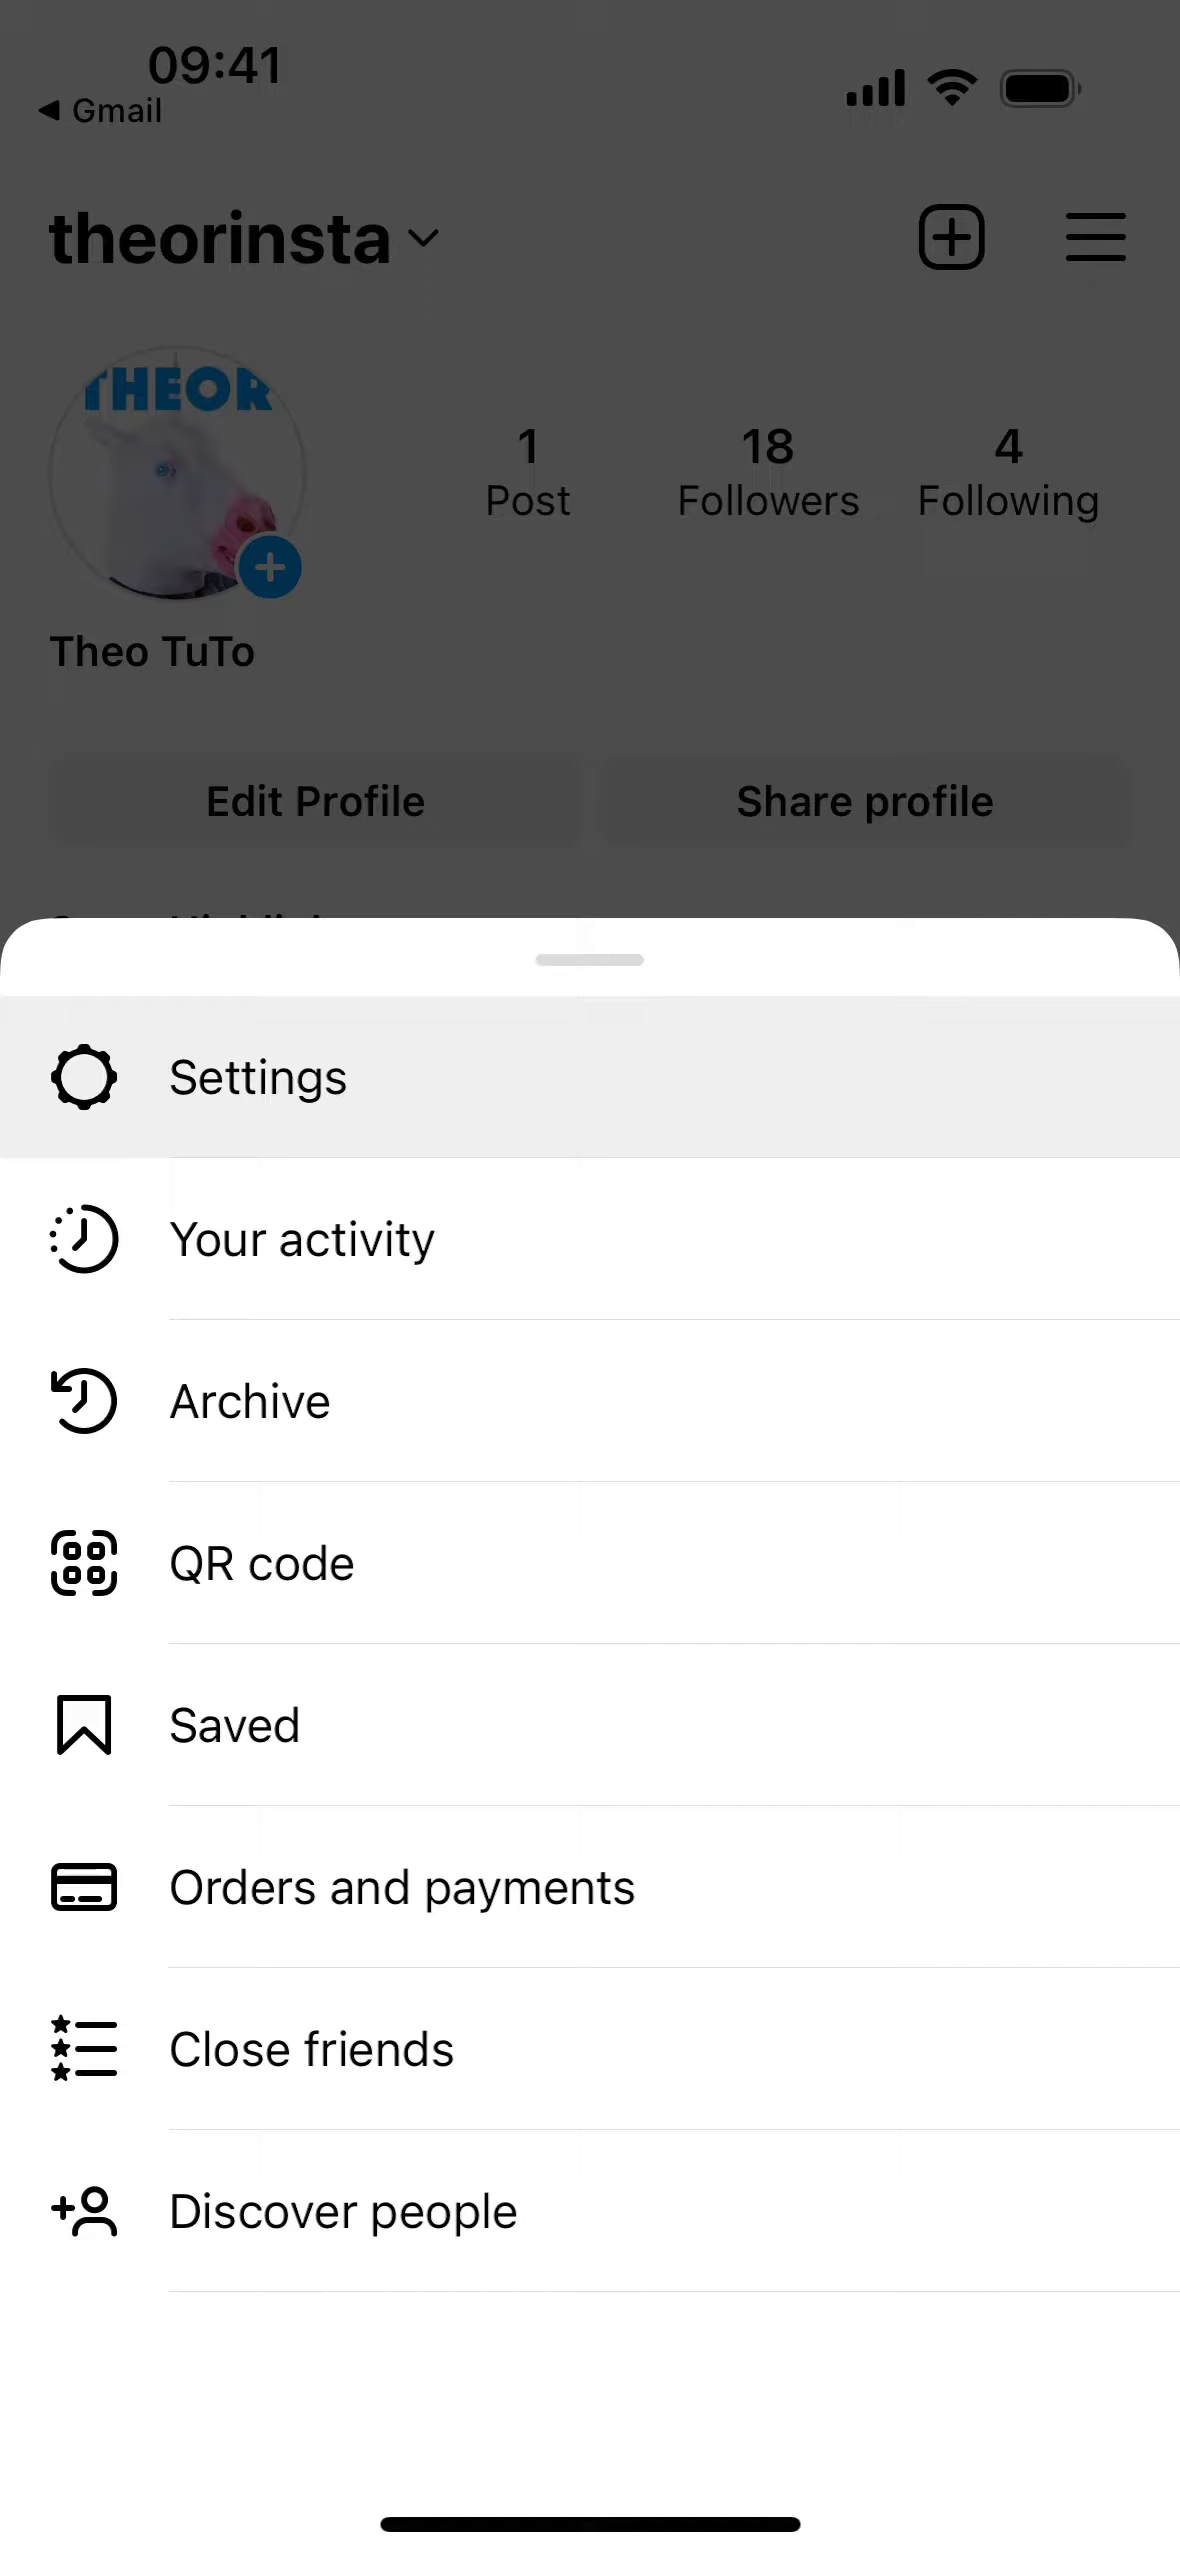 09:41
Gmail
theorinsta
THEOR
1 18 4
Post Followers Following
Theo TuTo
Edit Profile Share profile
Settings
Your activity
Archive
QR code
Saved
Orders and payments
Close friends
Discover people